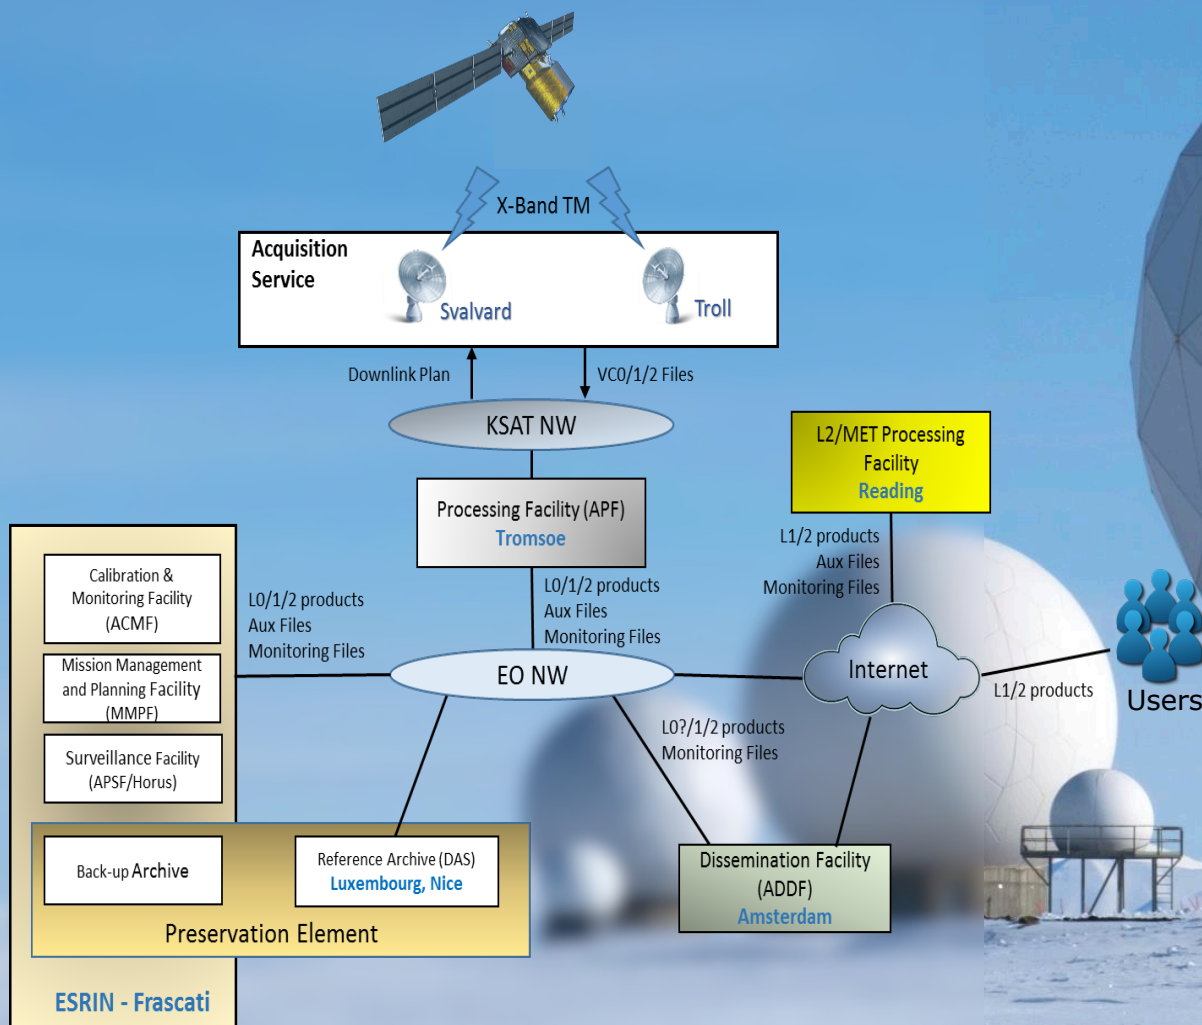 X-Band TM
Acquisition
Service
Svalvard
Troll
Downlink Plan
VC0/1/2 Files
KSAT NW
L2/MET Processing
Facility
Reading
Processing Facility (APF)
Tromsoe
L1/2 products
Aux Files
Monitoring Files
Calibration &
Monitoring Facility
(ACMF)
L0/1/2 products
Aux Files
Monitoring Files
L0/1/2 products
Aux Files
Monitoring Files
Mission Management
and Planning Facility
(MMPF)
EO NW
Internet
L1/2 products
Users
Surveillance Facility
(APSF/Horus)
L0?/1/2 products
Monitoring Files
Back-up Archive
Reference Archive (DAS)
Luxembourg, Nice
Dissemination Facility
(ADDF)
Amsterdam
Preservation Element
ESRIN - Frascati